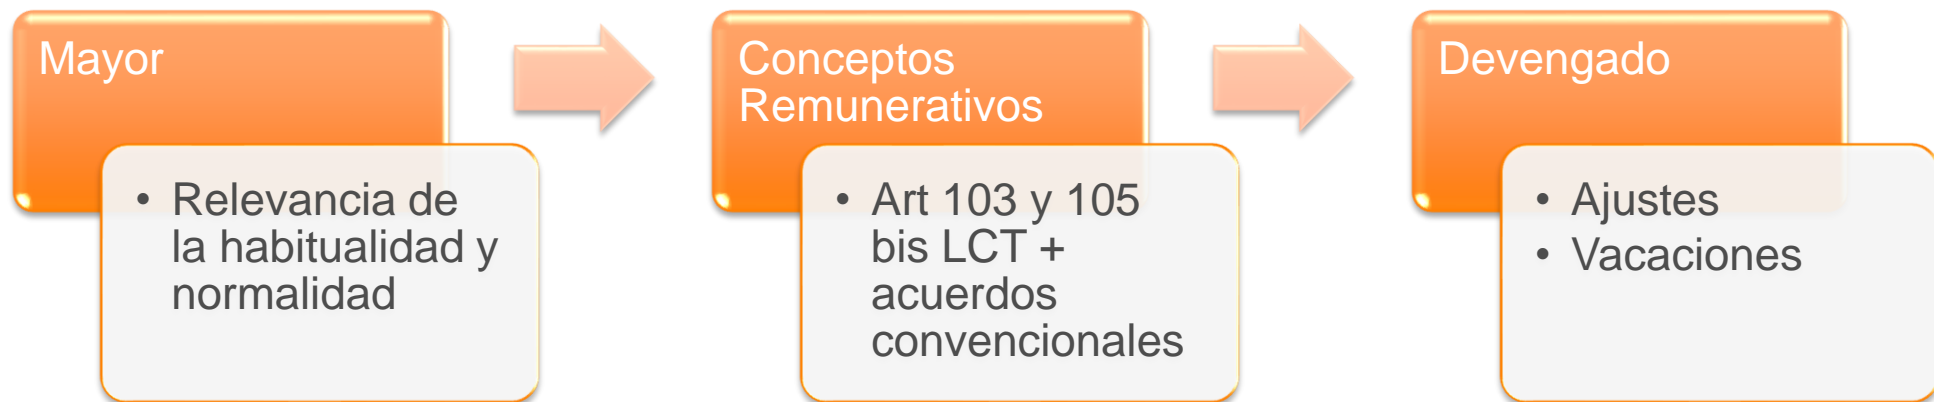 Mayor
• Relevancia de
la habitualidad y
normalidad
Conceptos
Remunerativos
• Art 103 y 105
bis LCT +
acuerdos
convencionales
Devengado
• Ajustes
• Vacaciones